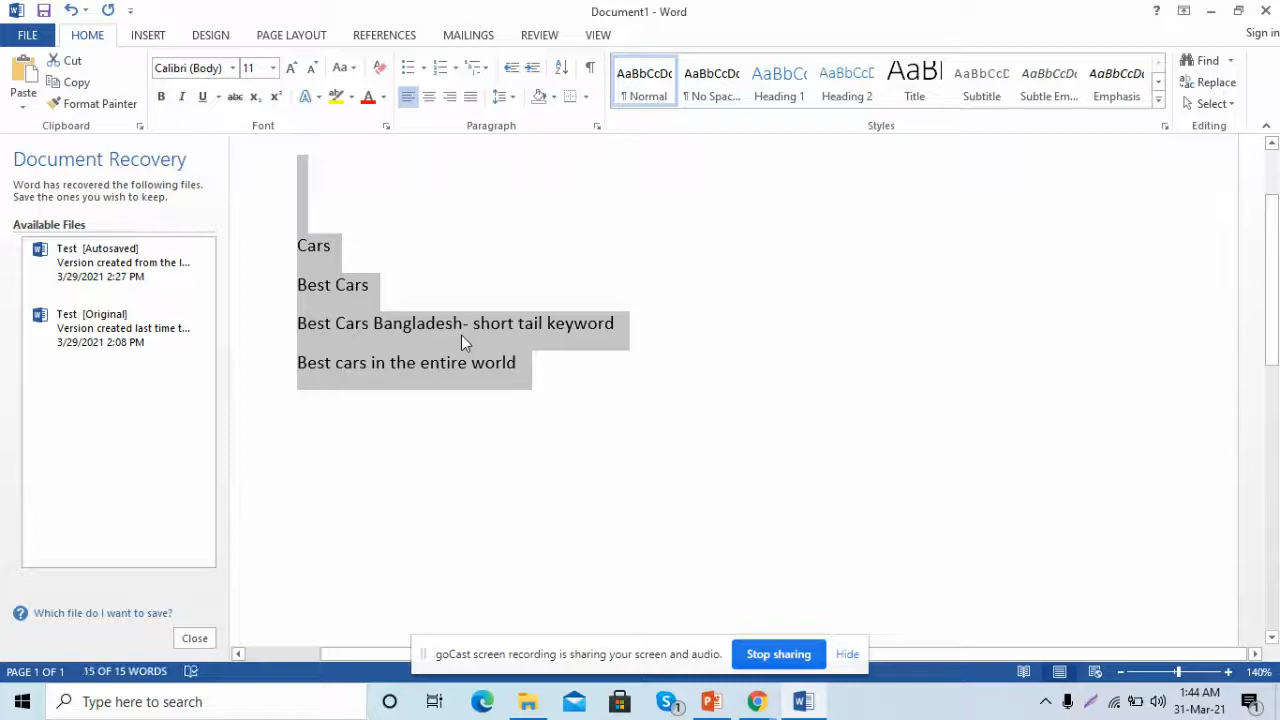 Document1 - Word
? Sign in
FILE HOME INSERT DESIGN PAGE LAYOUT REFERENCES MAILINGS REVIEW VIEW
Paste
Cut
Copy
Format Painter
Clipboard
Calibri (Body) 11
Aa
B I U abc x₂ x²
A A
Font
Paragraph
AaBbCcDc ¶ Normal
AaBbCcDc ¶ No Spac...
AaBbCc Heading 1
AaBbCcC Heading 2
AaBl Title
AaBbCcC Subtitle
AaBbCcDc Subtle Em...
AaBbCcDc Emphasis
Styles
Find
Replace
Select
Editing
Document Recovery
Word has recovered the following files.
Save the ones you wish to keep.
Available Files
Test [Autosaved]
Version created from the l...
3/29/2021 2:27 PM
Test [Original]
Version created last time t...
3/29/2021 2:08 PM
? Which file do I want to save?
Close
Cars
Best Cars
Best Cars Bangladesh- short tail keyword
Best cars in the entire world
goCast screen recording is sharing your screen and audio. Stop sharing Hide
PAGE 1 OF 1 15 OF 15 WORDS 140%
Type here to search
1:44 AM
31-Mar-21